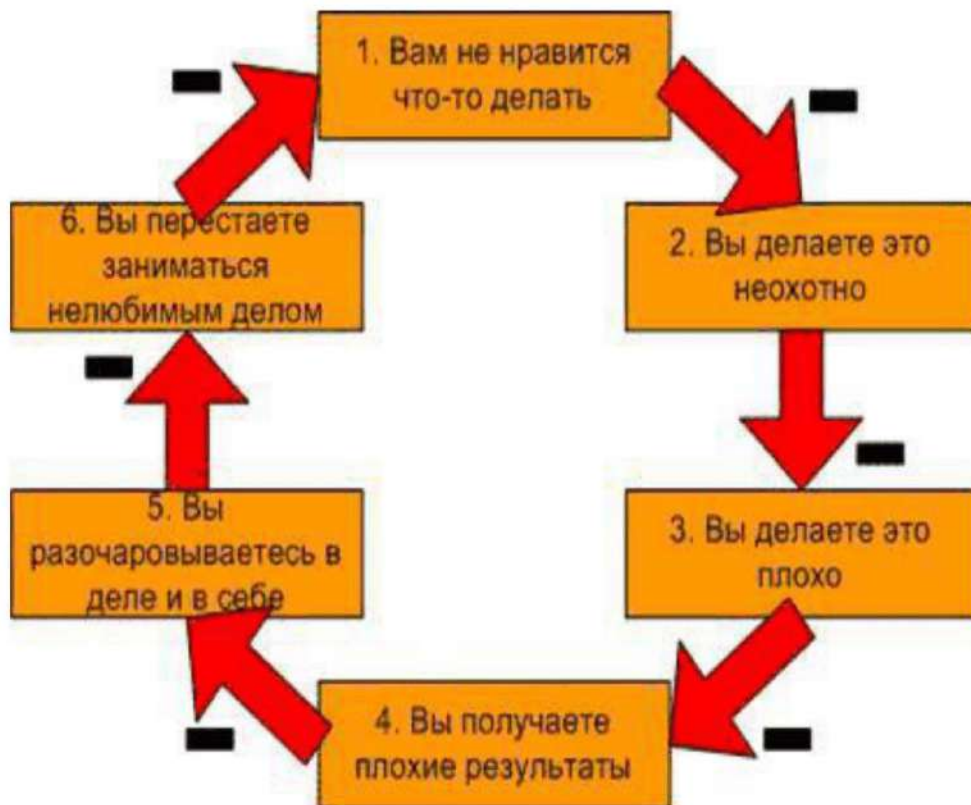 1. Вам не нравится
что-то делать
2. Вы делаете это
неохотно
3. Вы делаете это
плохо
4. Вы получаете
плохие результаты
5. Вы
разочаровываетесь в
деле и в себе
6. Вы перестаете
заниматься
нелюбимым делом